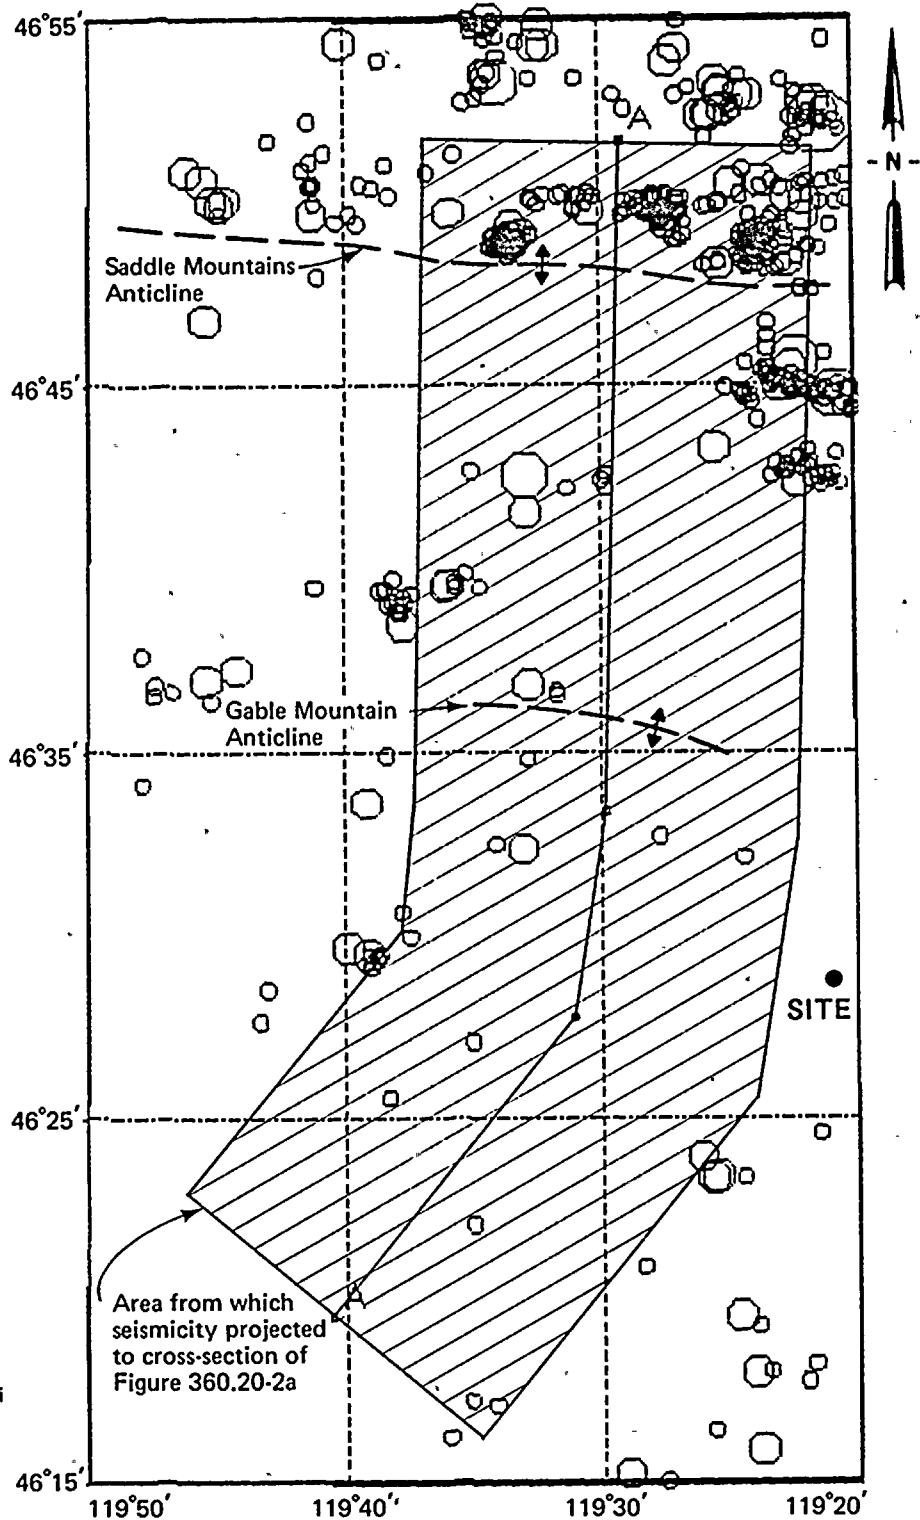 46°55′
A
- N -
Saddle Mountains
Anticline
46°45′
Gable Mountain
Anticline
46°35′
SITE
46°25′
A
Area from which
seismicity projected
to cross-section of
Figure 360.20-2a
46°15′
119°50′ 119°40′ 119°30′ 119°20′